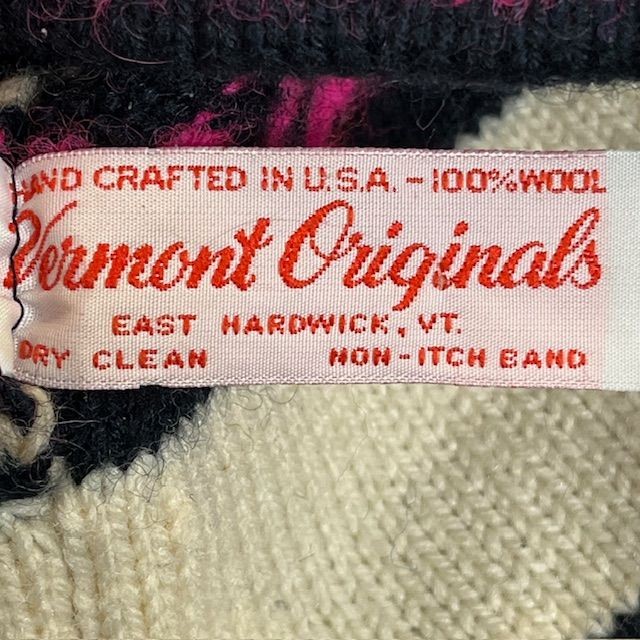 HAND CRAFTED IN U.S.A. - 100% WOOL
Vermont Originals
EAST HARDWICK, VT.
DRY CLEAN NON-ITCH BAND